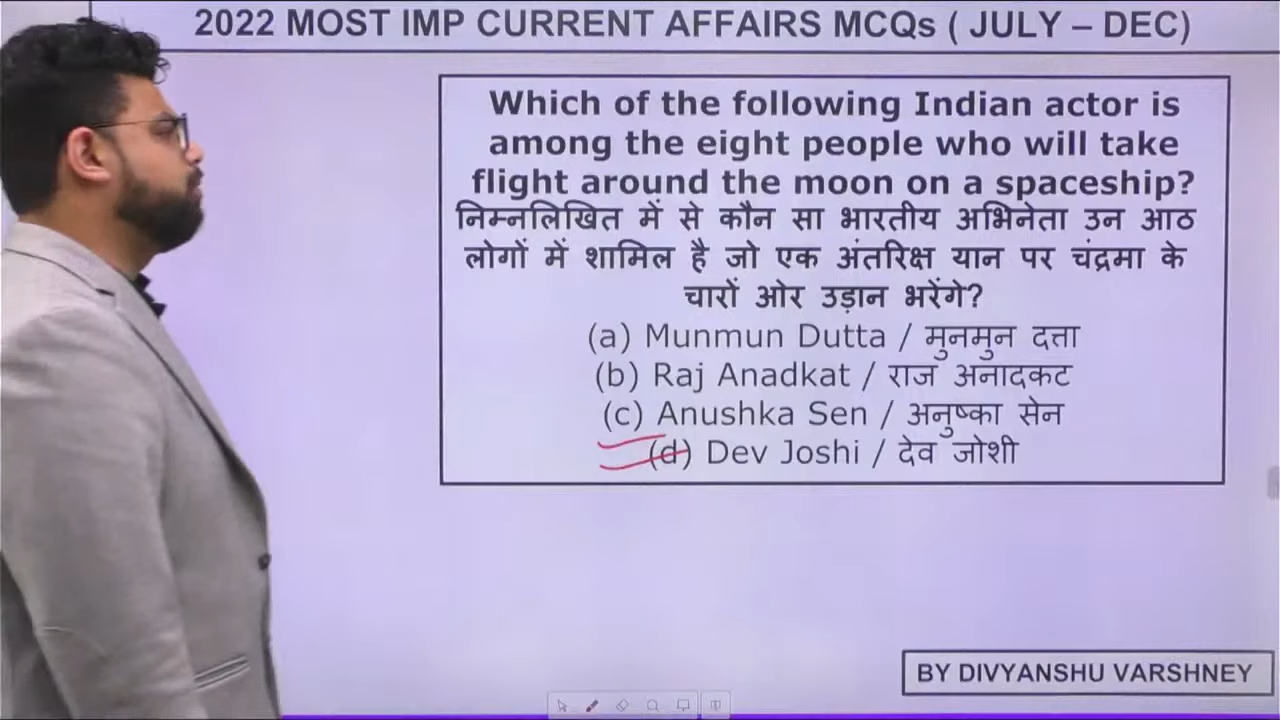 2022 MOST IMP CURRENT AFFAIRS MCQs ( JULY – DEC)
Which of the following Indian actor is
among the eight people who will take
flight around the moon on a spaceship?
निम्नलिखित में से कौन सा भारतीय अभिनेता उन आठ
लोगों में शामिल है जो एक अंतरिक्ष यान पर चंद्रमा के
चारों ओर उड़ान भरेंगे?
(a) Munmun Dutta / मुनमुन दत्ता
(b) Raj Anadkat / राज अनादकट
(c) Anushka Sen / अनुष्का सेन
(d) Dev Joshi / देव जोशी
BY DIVYANSHU VARSHNEY